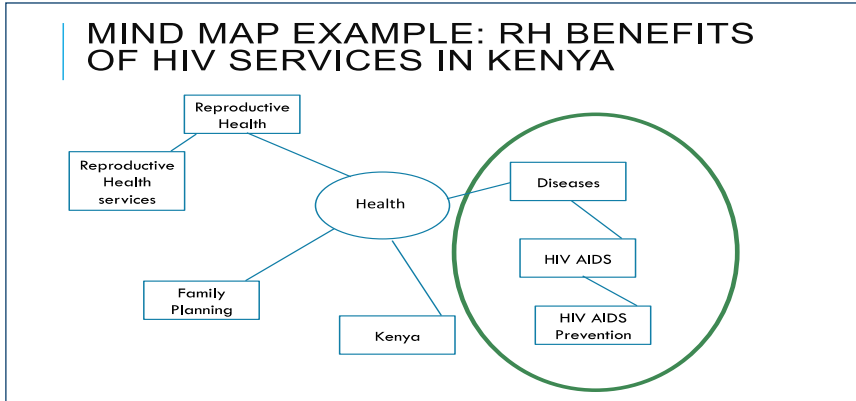 MIND MAP EXAMPLE: RH BENEFITS
OF HIV SERVICES IN KENYA
Reproductive
Health
Reproductive
Health
services
Health
Diseases
HIV AIDS
Family
Planning
Kenya
HIV AIDS
Prevention